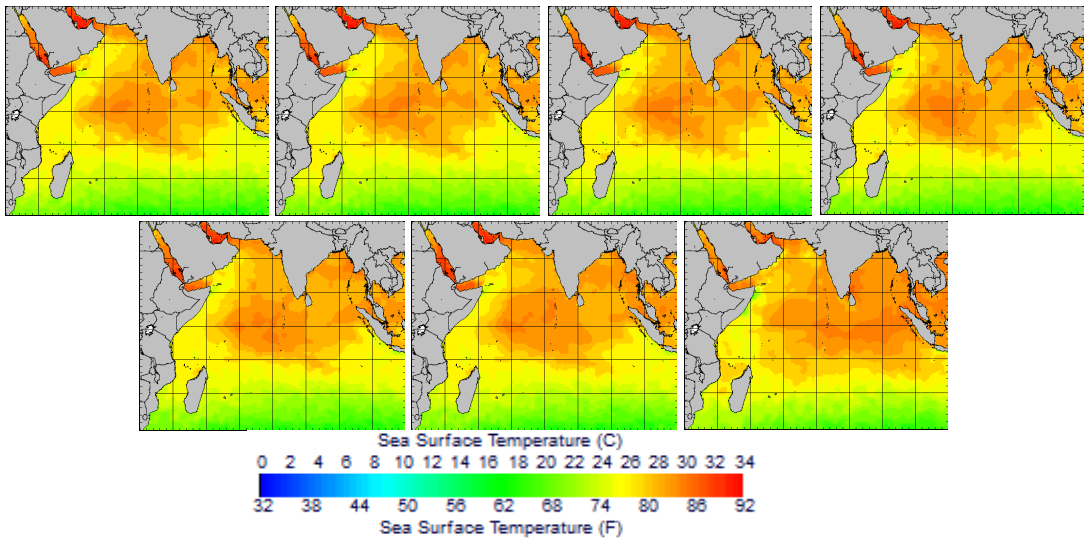 Sea Surface Temperature (C)
0 2 4 6 8 10 12 14 16 18 20 22 24 26 28 30 32 34
32 38 44 50 56 62 68 74 80 86 92
Sea Surface Temperature (F)